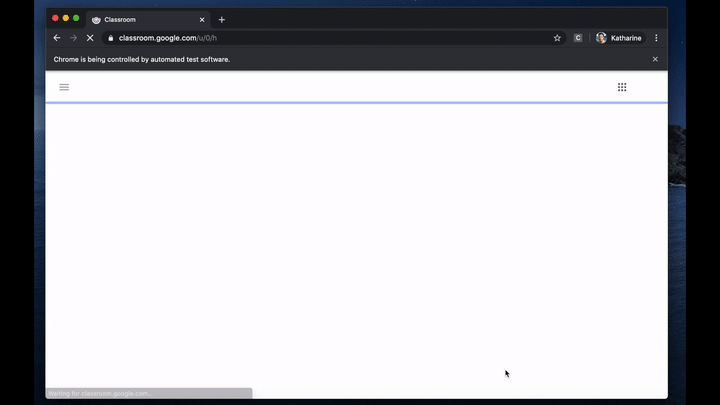 Classroom
classroom.google.com/u/0/h
C
Katharine
Chrome is being controlled by automated test software.
Waiting for classroom.google.com...